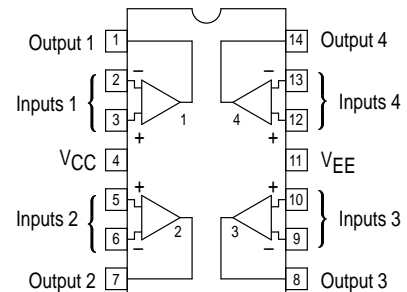 Output 1 1 14 Output 4
2 − − 13
Inputs 1 { } Inputs 4
3 1 4 12
+ +
VCC 4 11 VEE
+ +
5 10
Inputs 2 { 2 3 } Inputs 3
6 − − 9
Output 2 7 8 Output 3